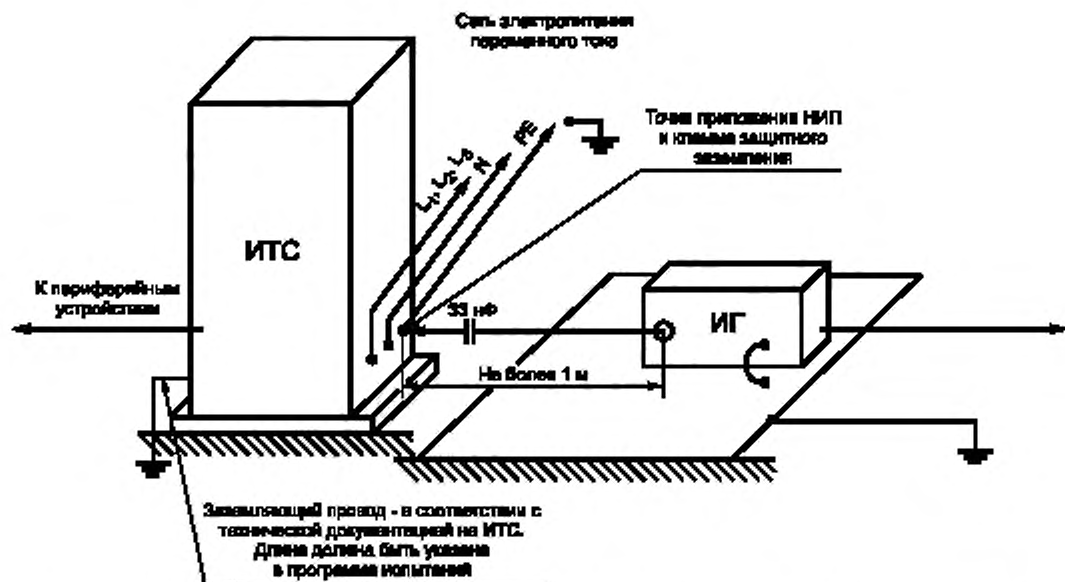 Сеть электропитания
переменного тока
Точка приложения НИП
и клемма защитного
заземления
L1, L2, L3
N
PE
ИТС
К периферийным
устройствам
33 нФ
ИГ
Не более 1 м
Заземляющий провод - в соответствии с
технической документацией на ИТС.
Длина должна быть указана
в программе испытаний